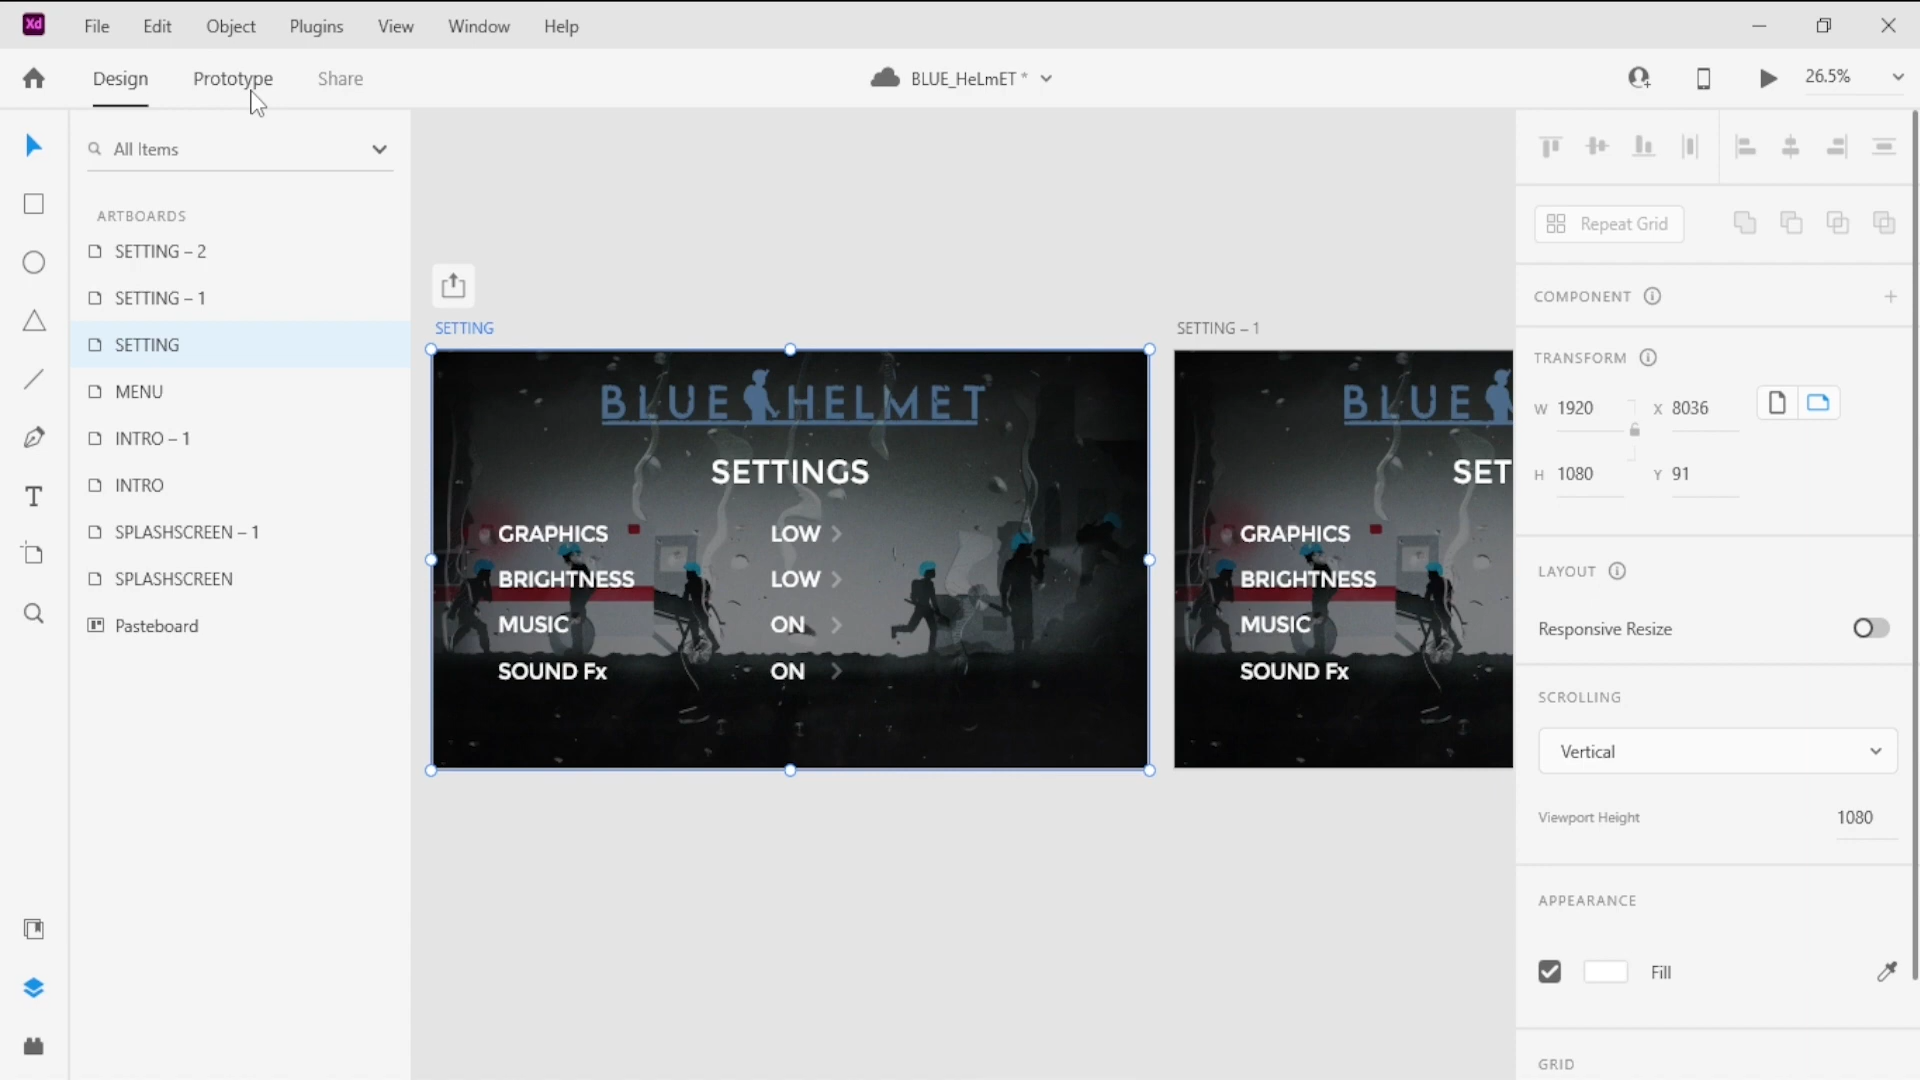 Xd File Edit Object Plugins View Window Help
Design Prototype Share BLUE_HeLmET * 26.5%
All Items
ARTBOARDS
SETTING – 2
SETTING – 1
SETTING
MENU
INTRO – 1
INTRO
SPLASHSCREEN – 1
SPLASHSCREEN
Pasteboard
SETTING
BLUE HELMET
SETTINGS
GRAPHICS LOW
BRIGHTNESS LOW
MUSIC ON
SOUND Fx ON
SETTING – 1
BLUE
SET
GRAPHICS
BRIGHTNESS
MUSIC
SOUND Fx
Repeat Grid
COMPONENT
TRANSFORM
W 1920 X 8036
H 1080 Y 91
LAYOUT
Responsive Resize
SCROLLING
Vertical
Viewport Height 1080
APPEARANCE
Fill
GRID